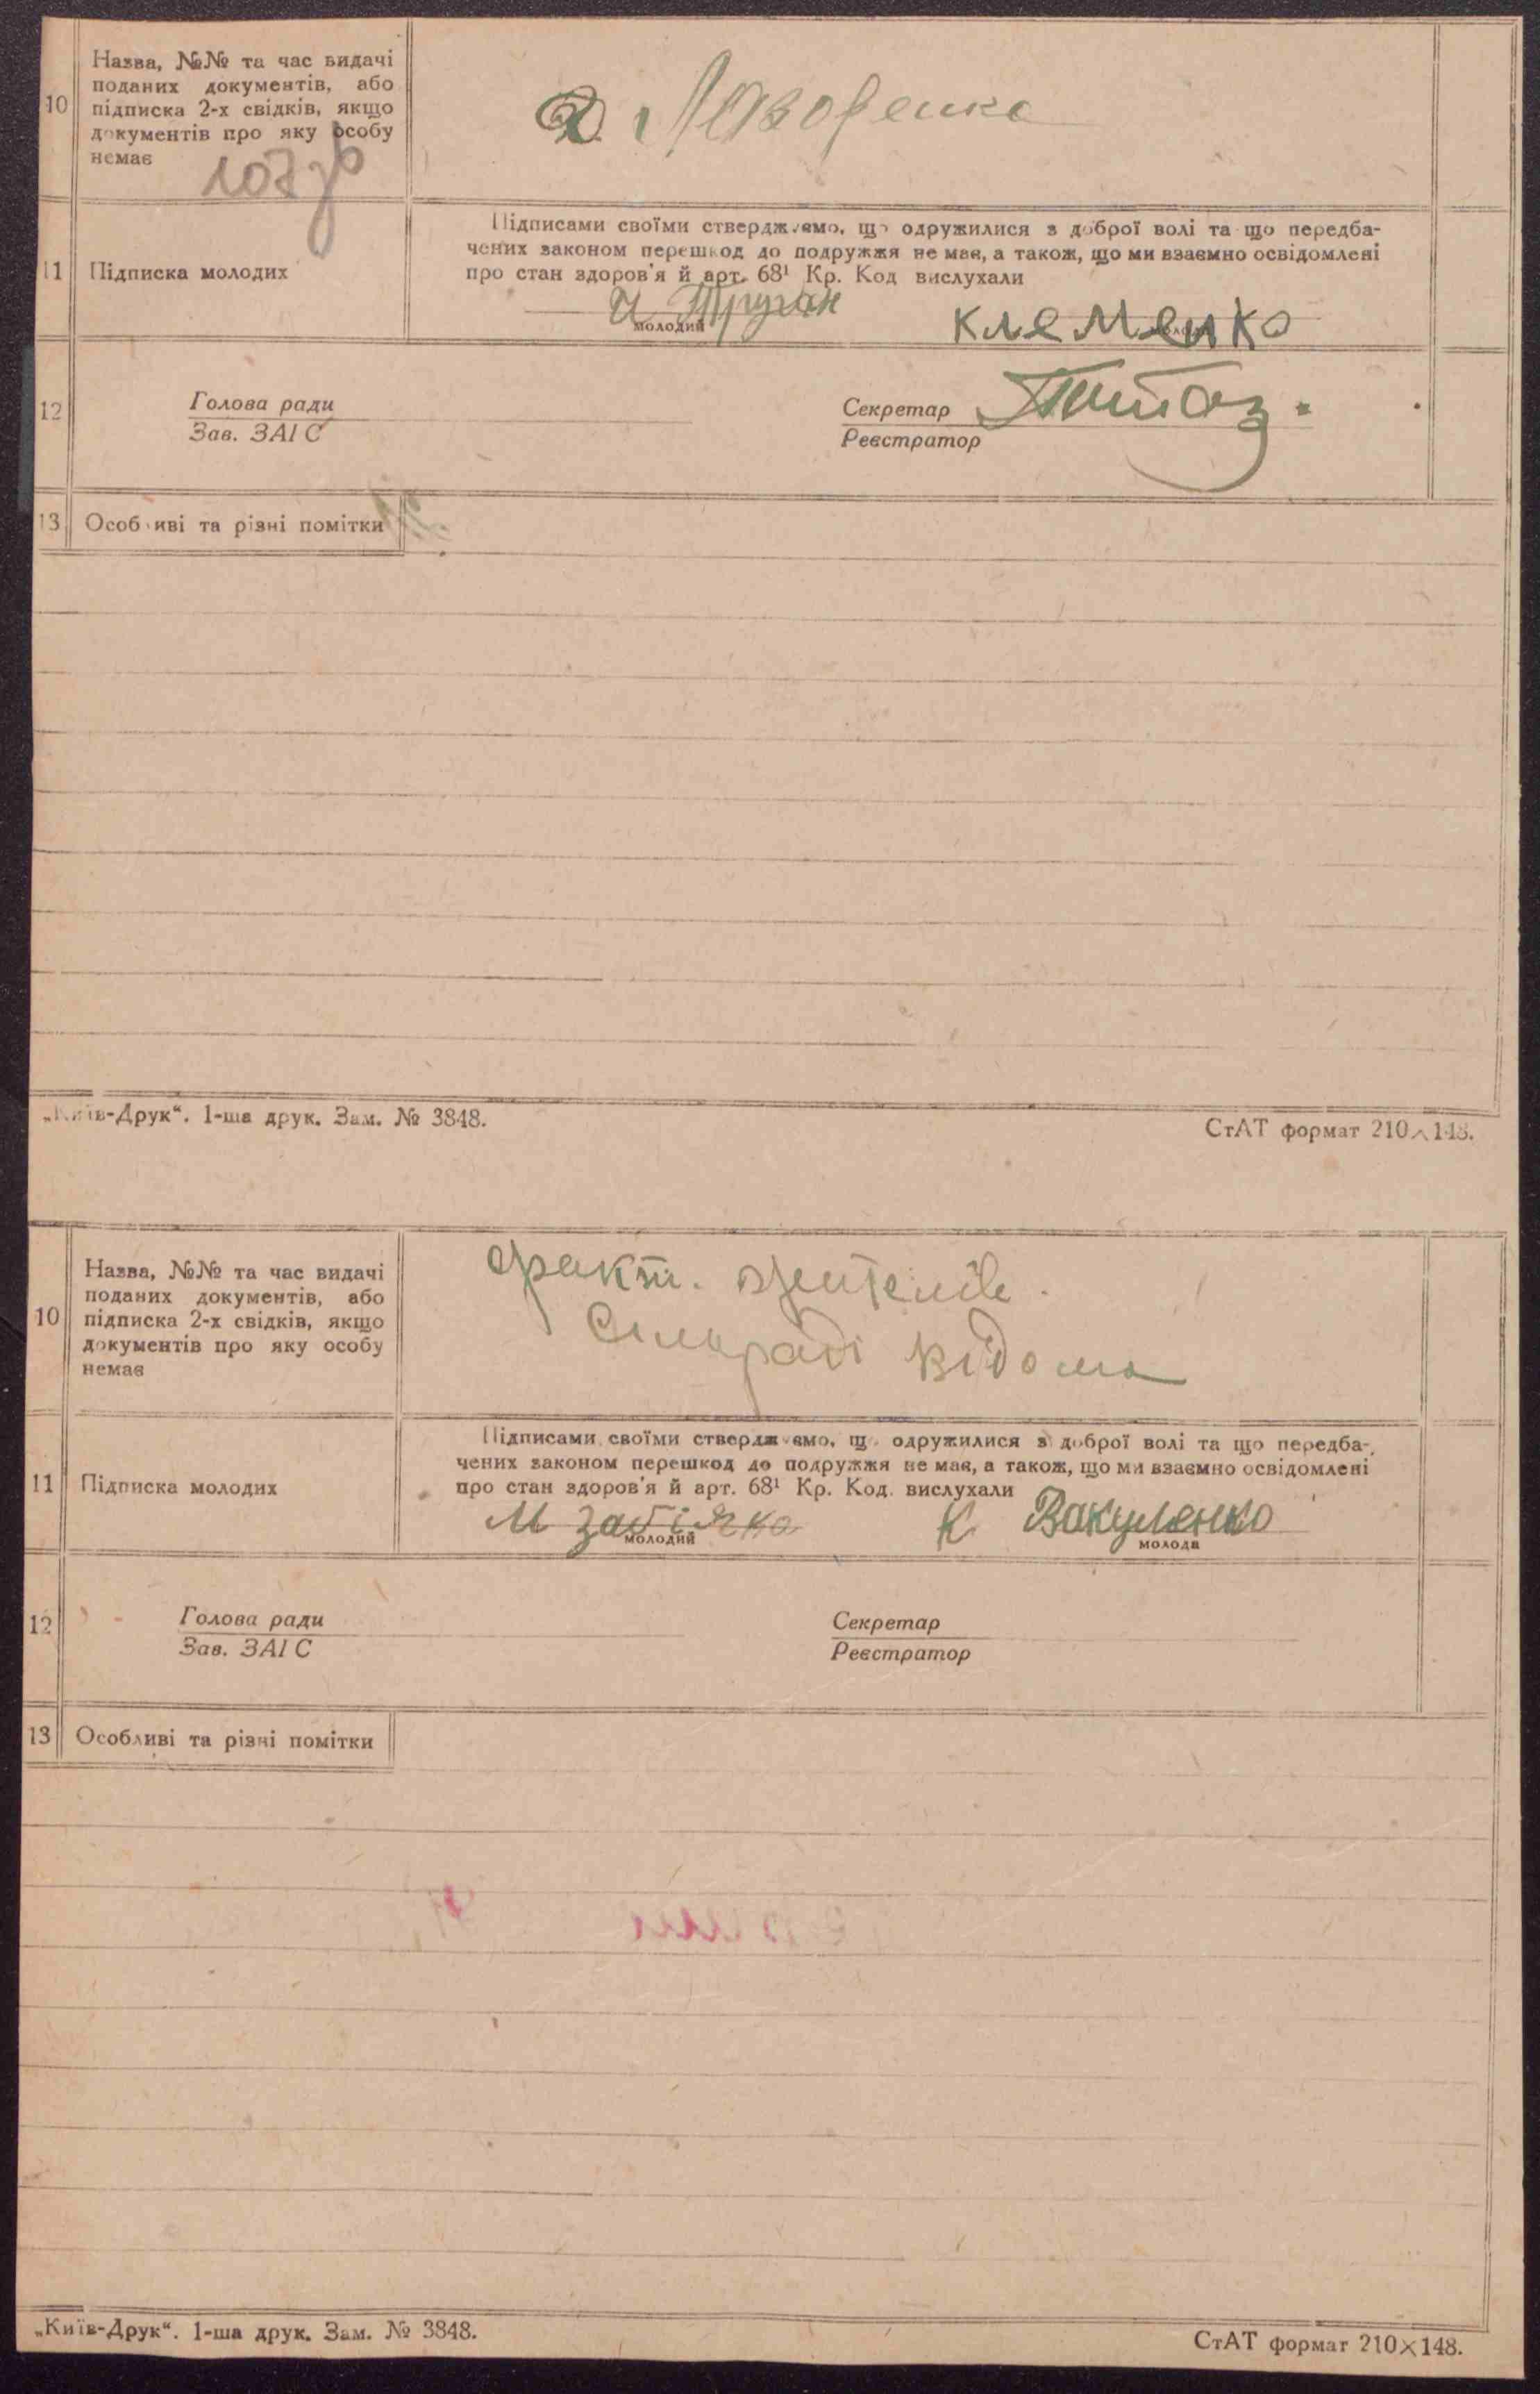 10
Назва, №№ та час видачі
поданих документів, або
підписка 2-х свідків, якщо
документів про яку особу
немає
107зв
11
Підписка молодих
Підписами своїми стверджуємо, що одружилися з доброї волі та що передба-
чених законом перешкод до подружжя не має, а також, що ми взаємно освідомлені
про стан здоров'я й арт. 68¹ Кр. Код вислухали
молодий
клеменко
12
Голова ради
Зав. ЗАГС
Секретар
Реєстратор
13
Особливі та різні помітки
„Київ-Друк“. 1-ша друк. Зам. № 3848.
СтАТ формат 210×148.
10
Назва, №№ та час видачі
поданих документів, або
підписка 2-х свідків, якщо
документів про яку особу
немає
факт.
Сільраді відомо
11
Підписка молодих
Підписами своїми стверджуємо, що одружилися з доброї волі та що передба-
чених законом перешкод до подружжя не має, а також, що ми взаємно освідомлені
про стан здоров'я й арт. 68¹ Кр. Код. вислухали
М Забіяка К Вакуленко
молодий
молода
12
Голова ради
Зав. ЗАГС
Секретар
Реєстратор
13
Особливі та різні помітки
„Київ-Друк“. 1-ша друк. Зам. № 3848.
СтАТ формат 210×148.